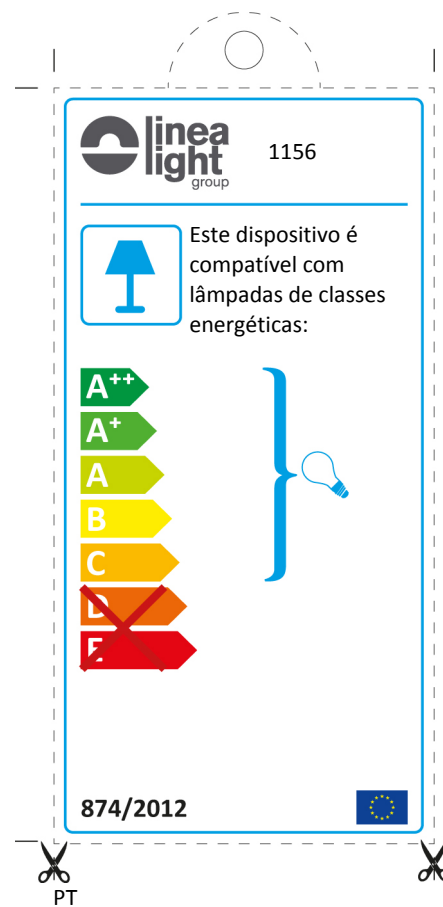 linea
light
group
1156
Este dispositivo é
compatível com
lâmpadas de classes
energéticas:
A++
A+
A
B
C
D
E
874/2012
PT